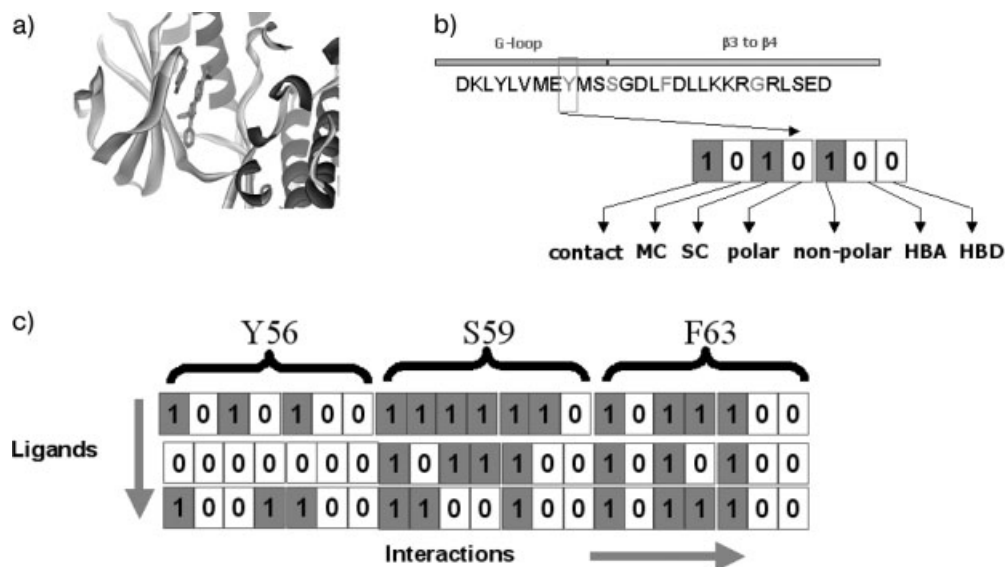 a)
b)
G-loop
β3 to β4
DKLYLVMEYMSSGDLFDLLKKRGRLSED
1 0 1 0 1 0 0
contact MC SC polar non-polar HBA HBD
c)
Y56 S59 F63
Ligands
1 0 1 0 1 0 0 1 1 1 1 1 1 0 1 0 1 1 1 0 0
0 0 0 0 0 0 0 1 0 1 1 1 0 0 1 0 1 0 1 0 0
1 0 0 1 1 0 0 1 1 0 0 1 0 0 1 0 1 1 1 0 0
Interactions